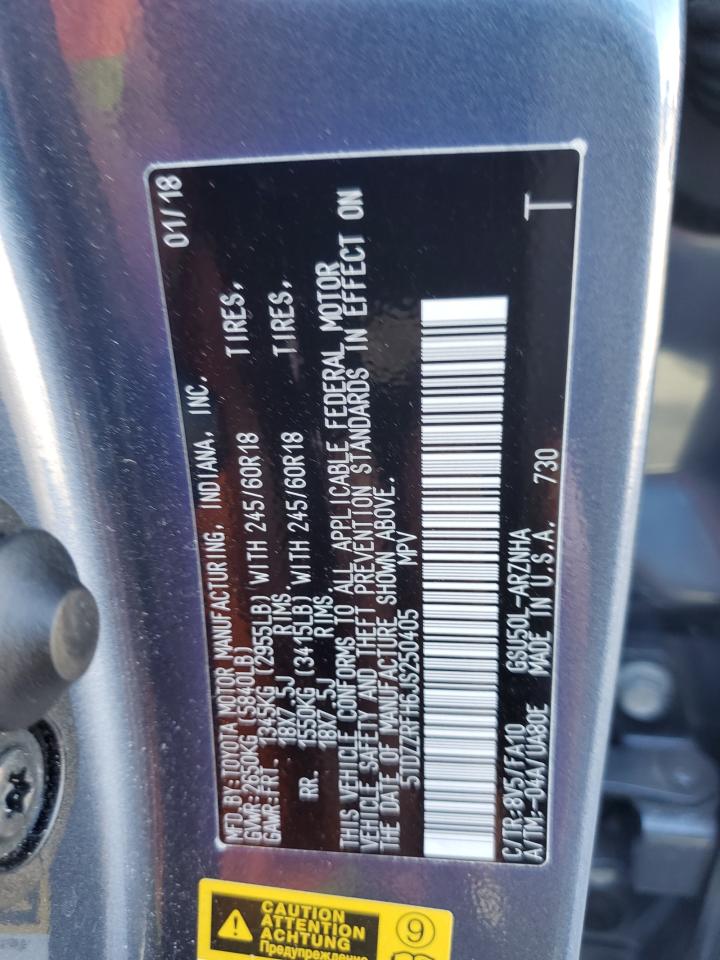 MFD. BY: TOYOTA MOTOR MANUFACTURING, INDIANA, INC. 01/18
GVWR: 2650KG (5840LB)
GAWR: FRT. 1345KG (2955LB) WITH 245/60R18 TIRES,
18X7.5J RIMS.
RR. 1550KG (3415LB) WITH 245/60R18 TIRES,
18X7.5J RIMS.
THIS VEHICLE CONFORMS TO ALL APPLICABLE FEDERAL MOTOR
VEHICLE SAFETY AND THEFT PREVENTION STANDARDS IN EFFECT ON
THE DATE OF MANUFACTURE SHOWN ABOVE.
5TDZZRFH6JS250405 MPV
C/TR: 8V5/FA10 GSU50L-ARZNHA
A/TM: -04A/UA80E MADE IN U.S.A. 730 T
CAUTION
ATTENTION
ACHTUNG
Предупреждение
9